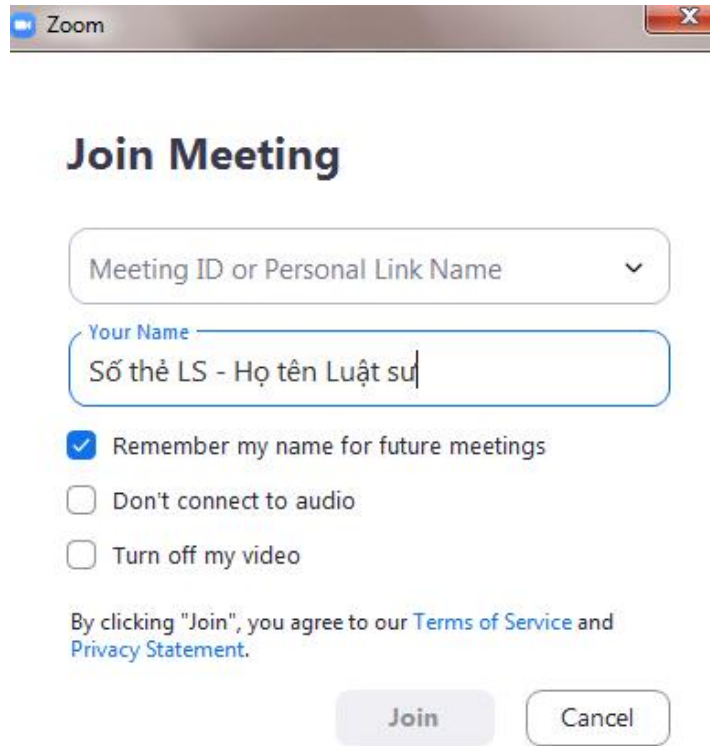 Zoom
Join Meeting
Meeting ID or Personal Link Name
Your Name
Số thẻ LS - Họ tên Luật sư
Remember my name for future meetings
Don't connect to audio
Turn off my video
By clicking "Join", you agree to our Terms of Service and
Privacy Statement.
Join
Cancel